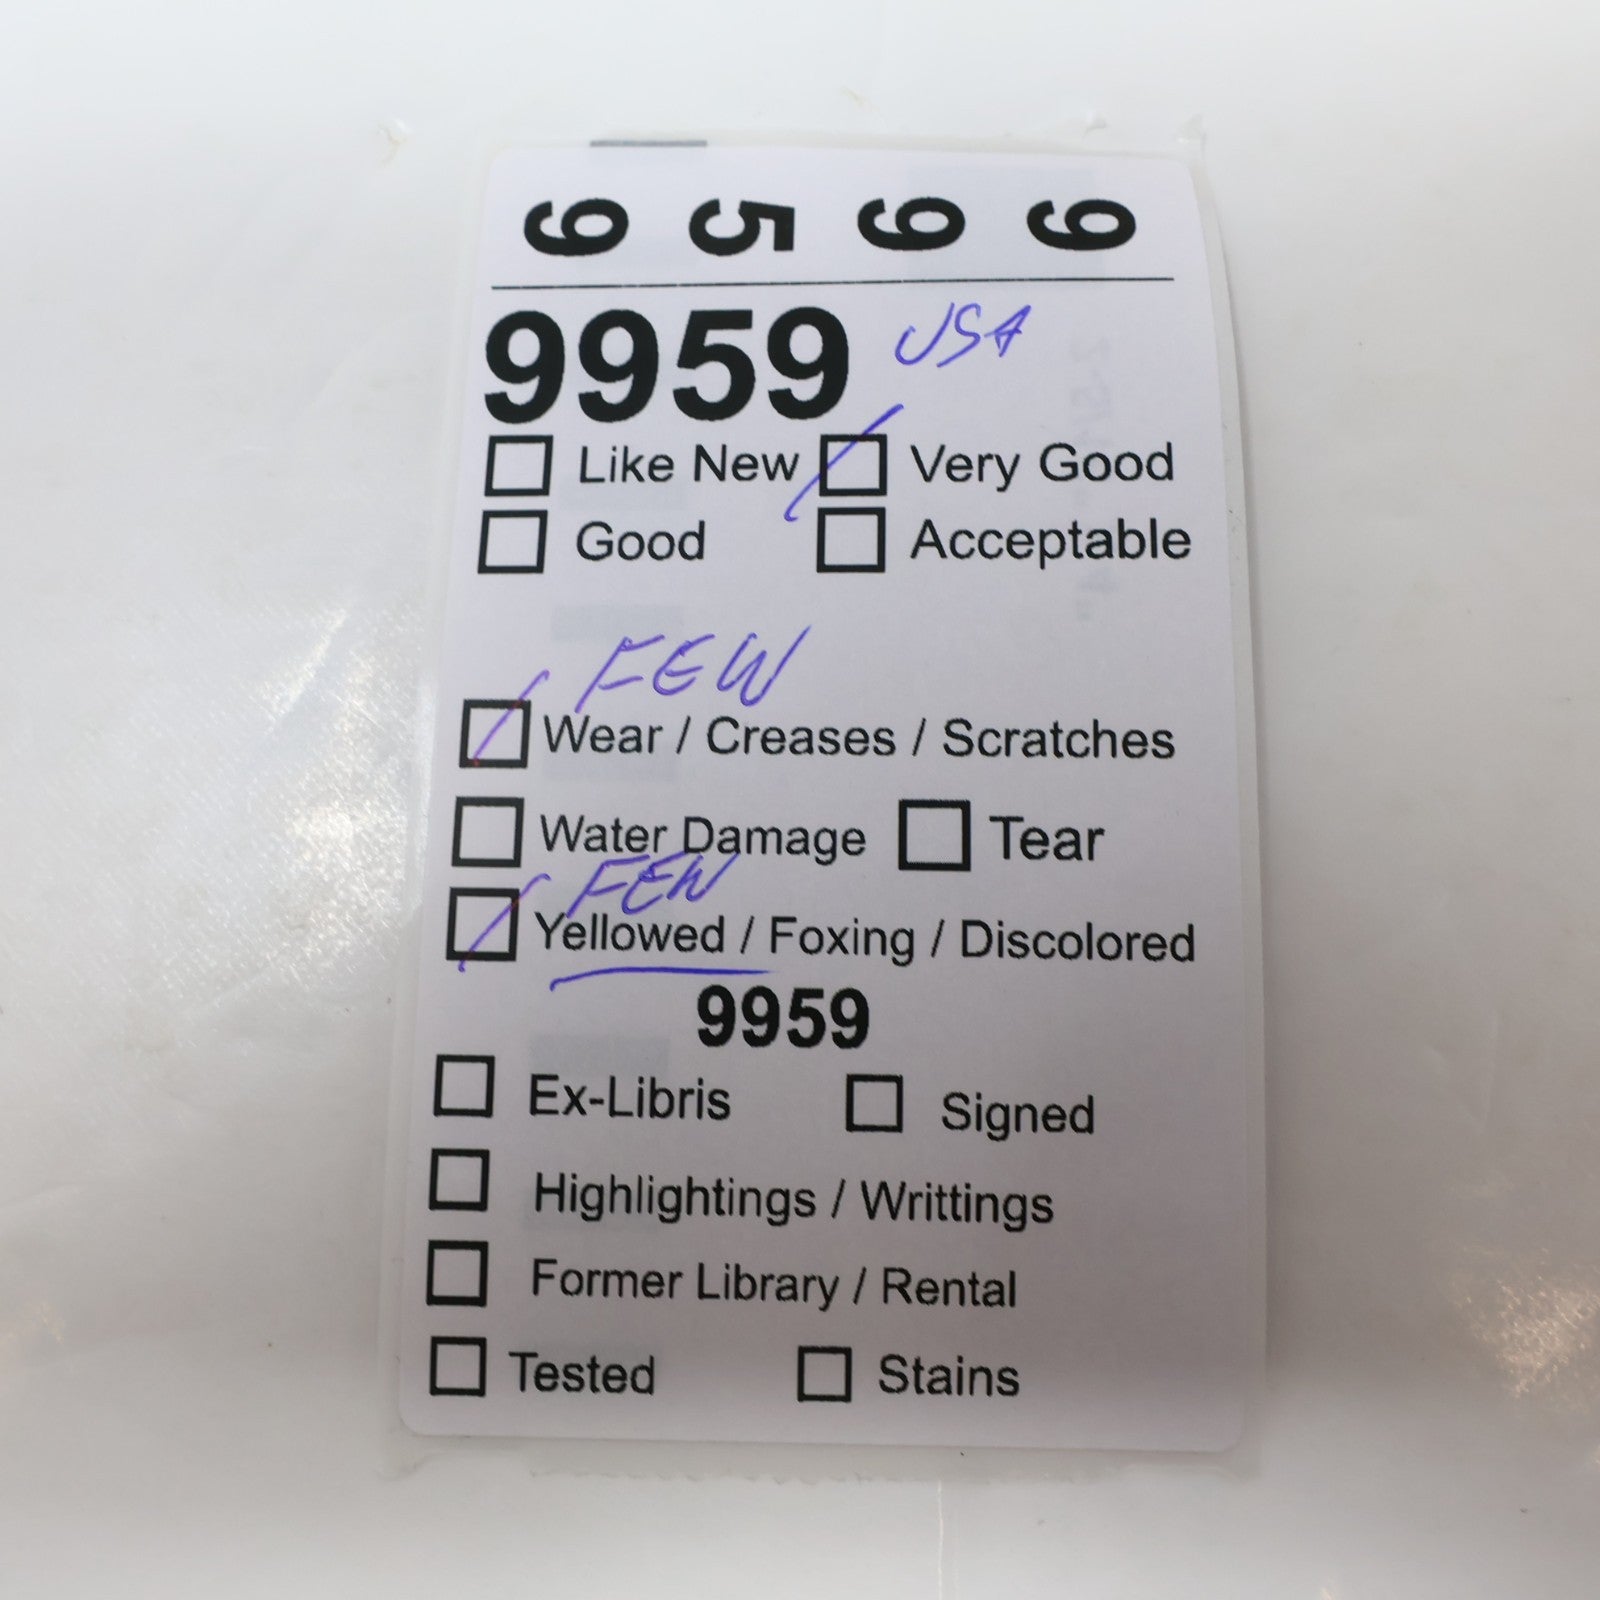 9 5 9 9
9959 USA
Like New Very Good
Good Acceptable
FEW
Wear / Creases / Scratches
Water Damage Tear
FEW
Yellowed / Foxing / Discolored
9959
Ex-Libris Signed
Highlightings / Writtings
Former Library / Rental
Tested Stains